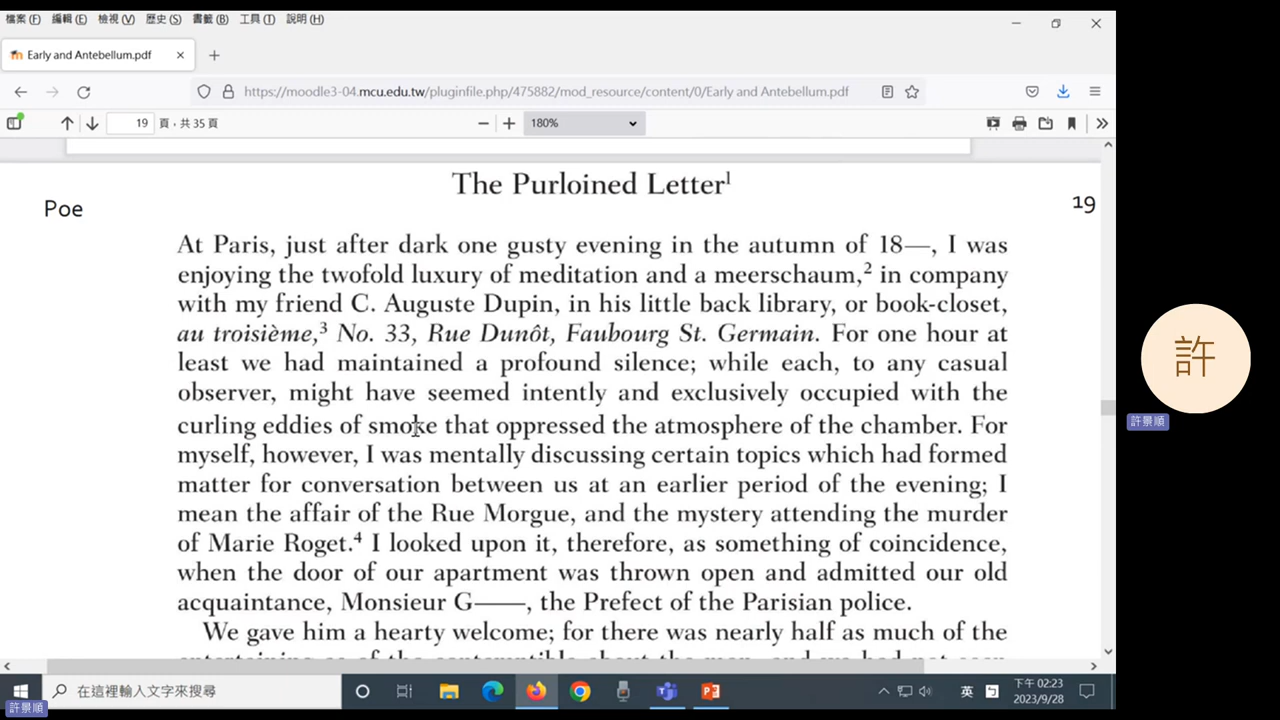 檔案(F) 編輯(E) 檢視(V) 歷史(S) 書籤(B) 工具(T) 說明(H)
Early and Antebellum.pdf
https://moodle3-04.mcu.edu.tw/pluginfile.php/475882/mod_resource/content/0/Early and Antebellum.pdf
19 頁，共 35 頁
180%
The Purloined Letter¹
Poe
19
At Paris, just after dark one gusty evening in the autumn of 18—, I was
enjoying the twofold luxury of meditation and a meerschaum,² in company
with my friend C. Auguste Dupin, in his little back library, or book-closet,
au troisième,³ No. 33, Rue Dunôt, Faubourg St. Germain. For one hour at
least we had maintained a profound silence; while each, to any casual
observer, might have seemed intently and exclusively occupied with the
curling eddies of smoke that oppressed the atmosphere of the chamber. For
myself, however, I was mentally discussing certain topics which had formed
matter for conversation between us at an earlier period of the evening; I
mean the affair of the Rue Morgue, and the mystery attending the murder
of Marie Roget.⁴ I looked upon it, therefore, as something of coincidence,
when the door of our apartment was thrown open and admitted our old
acquaintance, Monsieur G——, the Prefect of the Parisian police.
We gave him a hearty welcome; for there was nearly half as much of the
許
許景順
在這裡輸入文字來搜尋
英
下午 02:23
2023/9/28
許景順